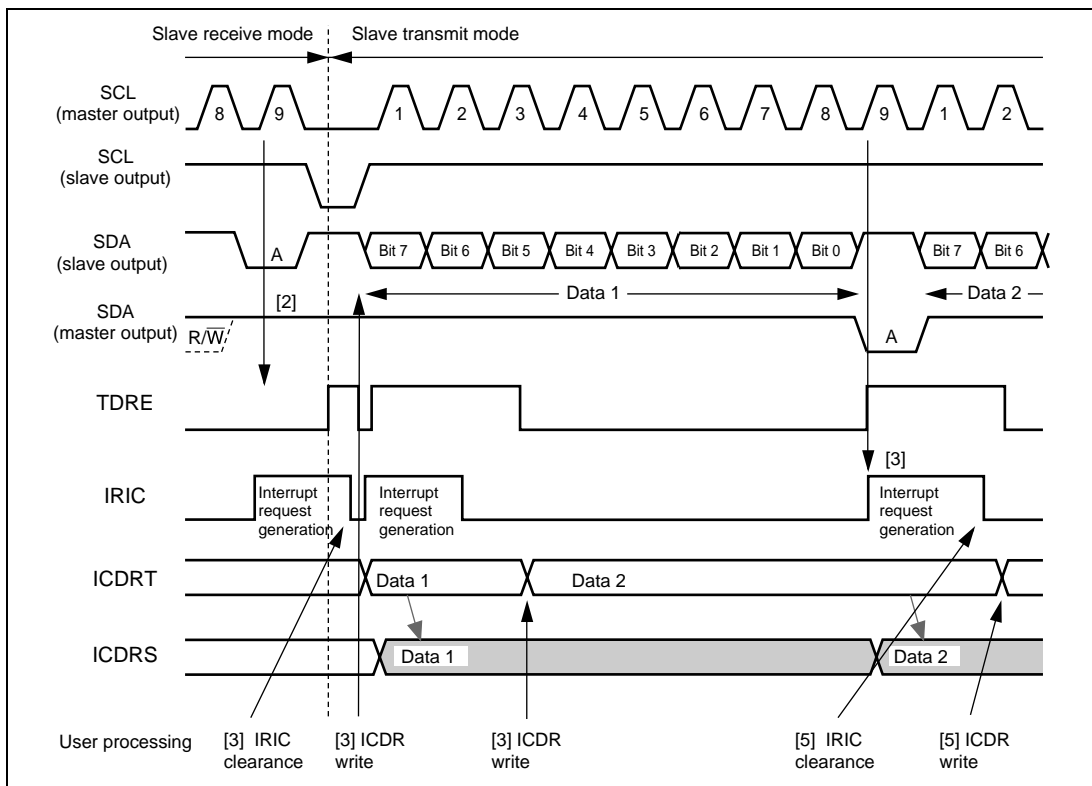 Slave receive mode Slave transmit mode
SCL
(master output)
8 9 1 2 3 4 5 6 7 8 9 1 2
SCL
(slave output)
SDA
(slave output)
A Bit 7 Bit 6 Bit 5 Bit 4 Bit 3 Bit 2 Bit 1 Bit 0 Bit 7 Bit 6
Data 1 Data 2
SDA
(master output)
[2]
R/W̅ A
TDRE
[3]
IRIC
Interrupt
request
generation
Interrupt
request
generation
Interrupt
request
generation
ICDRT
Data 1 Data 2
ICDRS
Data 1 Data 2
User processing
[3] IRIC
clearance
[3] ICDR
write
[3] ICDR
write
[5] IRIC
clearance
[5] ICDR
write